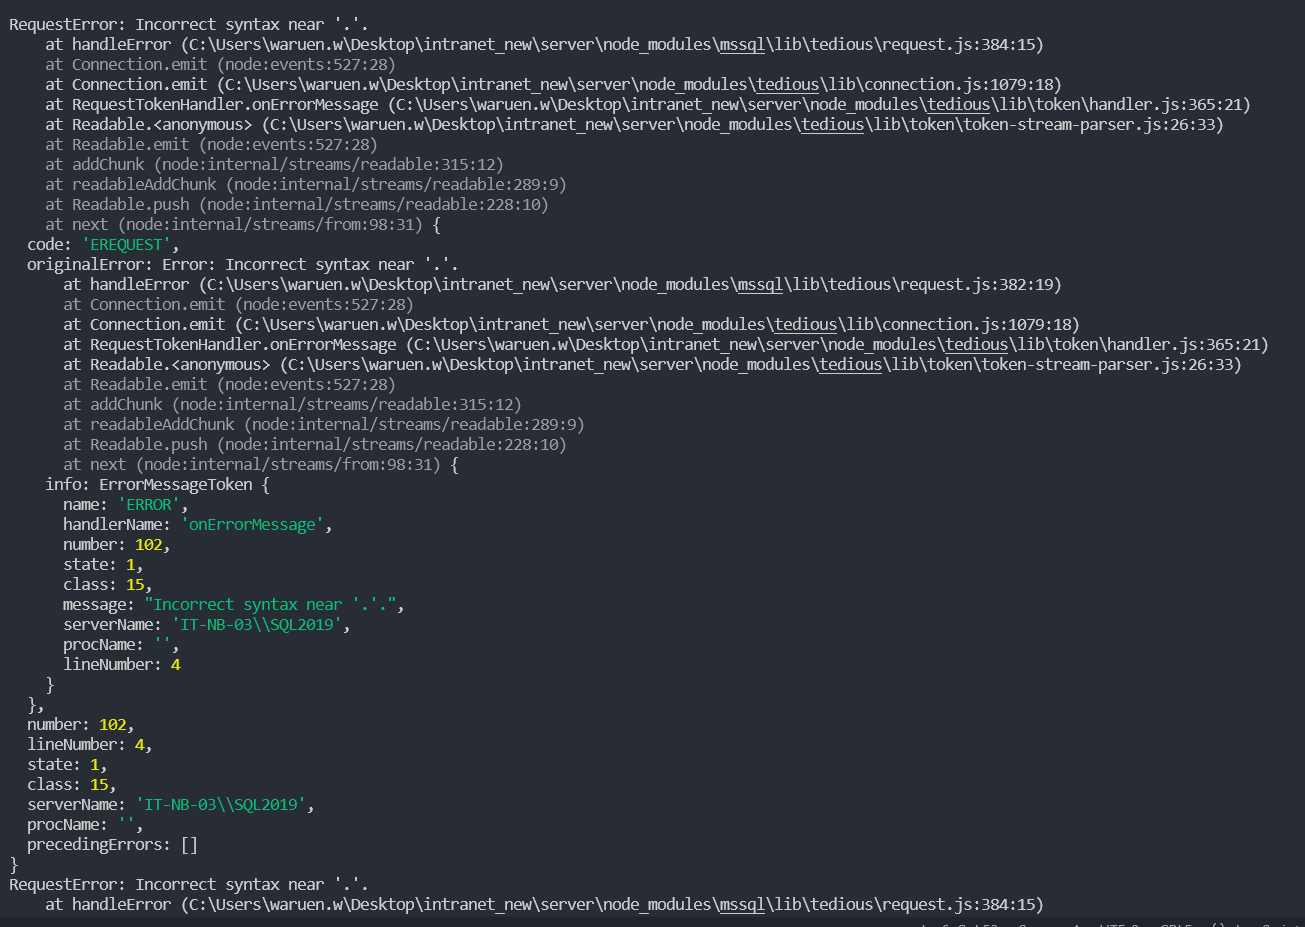 RequestError: Incorrect syntax near '.'.
at handleError (C:\Users\waruen.w\Desktop\intranet_new\server\node_modules\mssql\lib\tedious\request.js:384:15)
at Connection.emit (node:events:527:28)
at Connection.emit (C:\Users\waruen.w\Desktop\intranet_new\server\node_modules\tedious\lib\connection.js:1079:18)
at RequestTokenHandler.onErrorMessage (C:\Users\waruen.w\Desktop\intranet_new\server\node_modules\tedious\lib\token\handler.js:365:21)
at Readable.<anonymous> (C:\Users\waruen.w\Desktop\intranet_new\server\node_modules\tedious\lib\token\token-stream-parser.js:26:33)
at Readable.emit (node:events:527:28)
at addChunk (node:internal/streams/readable:315:12)
at readableAddChunk (node:internal/streams/readable:289:9)
at Readable.push (node:internal/streams/readable:228:10)
at next (node:internal/streams/from:98:31) {
code: 'EREQUEST',
originalError: Error: Incorrect syntax near '.'.
at handleError (C:\Users\waruen.w\Desktop\intranet_new\server\node_modules\mssql\lib\tedious\request.js:382:19)
at Connection.emit (node:events:527:28)
at Connection.emit (C:\Users\waruen.w\Desktop\intranet_new\server\node_modules\tedious\lib\connection.js:1079:18)
at RequestTokenHandler.onErrorMessage (C:\Users\waruen.w\Desktop\intranet_new\server\node_modules\tedious\lib\token\handler.js:365:21)
at Readable.<anonymous> (C:\Users\waruen.w\Desktop\intranet_new\server\node_modules\tedious\lib\token\token-stream-parser.js:26:33)
at Readable.emit (node:events:527:28)
at addChunk (node:internal/streams/readable:315:12)
at readableAddChunk (node:internal/streams/readable:289:9)
at Readable.push (node:internal/streams/readable:228:10)
at next (node:internal/streams/from:98:31) {
info: ErrorMessageToken {
name: 'ERROR',
handlerName: 'onErrorMessage',
number: 102,
state: 1,
class: 15,
message: "Incorrect syntax near '.'.",
serverName: 'IT-NB-03\\SQL2019',
procName: '',
lineNumber: 4
}
},
number: 102,
lineNumber: 4,
state: 1,
class: 15,
serverName: 'IT-NB-03\\SQL2019',
procName: '',
precedingErrors: []
}
RequestError: Incorrect syntax near '.'.
at handleError (C:\Users\waruen.w\Desktop\intranet_new\server\node_modules\mssql\lib\tedious\request.js:384:15)